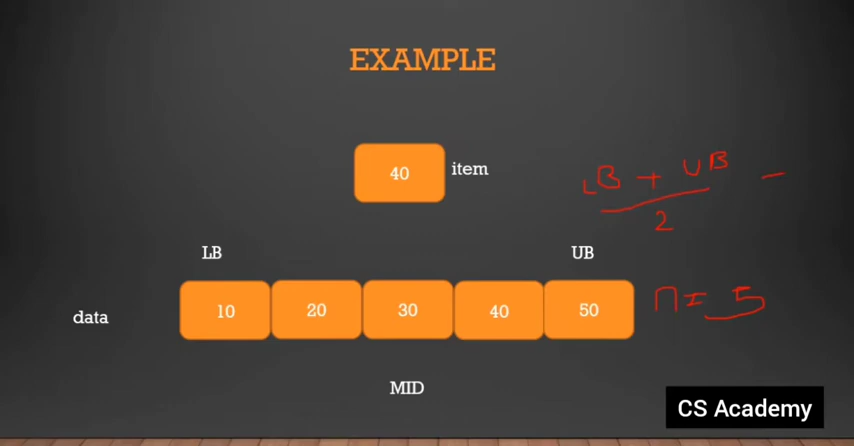 EXAMPLE
40 item
LB + UB —
2
LB UB
data 10 20 30 40 50 n = 5
MID
CS Academy